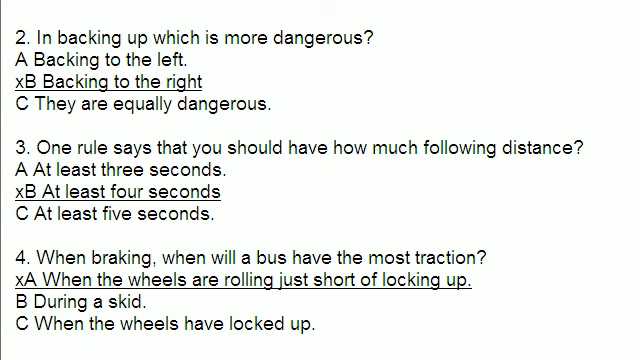 2. In backing up which is more dangerous?
A Backing to the left.
xB Backing to the right
C They are equally dangerous.
3. One rule says that you should have how much following distance?
A At least three seconds.
xB At least four seconds
C At least five seconds.
4. When braking, when will a bus have the most traction?
xA When the wheels are rolling just short of locking up.
B During a skid.
C When the wheels have locked up.